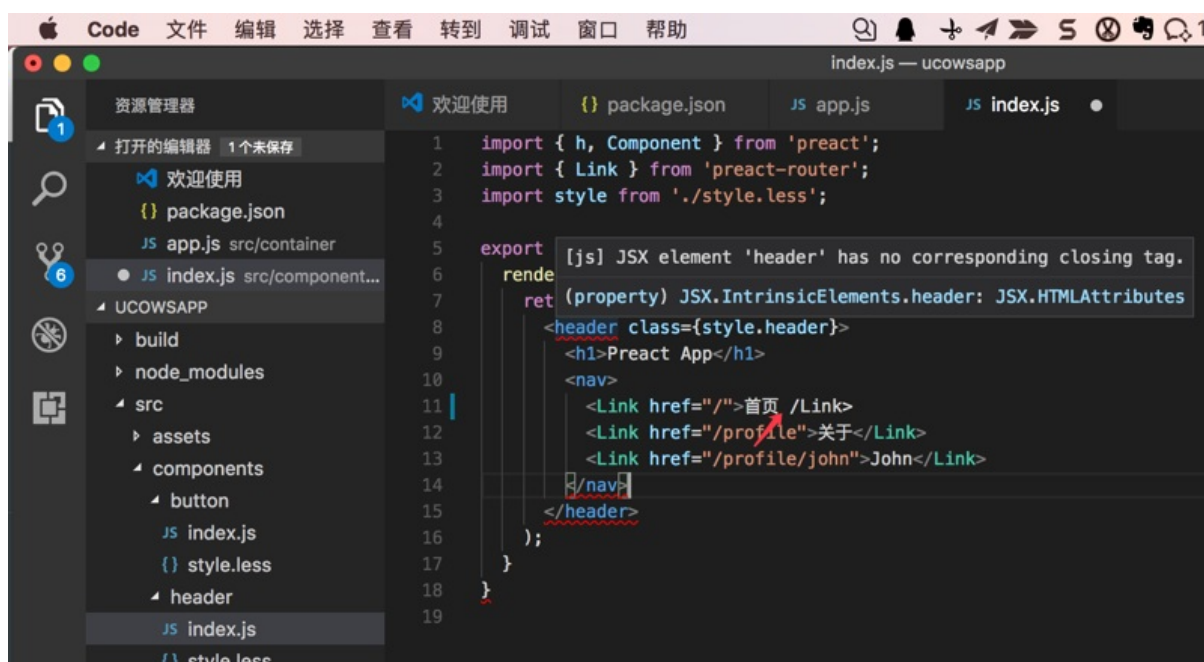 Code 文件 编辑 选择 查看 转到 调试 窗口 帮助
index.js — ucowsapp
资源管理器
欢迎使用 {} package.json JS app.js JS index.js
打开的编辑器 1个未保存
欢迎使用
{} package.json
JS app.js src/container
JS index.js src/component...
UCOWSAPP
build
node_modules
src
assets
components
button
JS index.js
{} style.less
header
JS index.js
{} style.less
1
6
1 import { h, Component } from 'preact';
2 import { Link } from 'preact-router';
3 import style from './style.less';
4
5 export
[js] JSX element 'header' has no corresponding closing tag.
6 rende
(property) JSX.IntrinsicElements.header: JSX.HTMLAttributes
7 ret
8 <header class={style.header}>
9 <h1>Preact App</h1>
10 <nav>
11 <Link href="/">首页 /Link>
12 <Link href="/profile">关于</Link>
13 <Link href="/profile/john">John</Link>
14 </nav>
15 </header>
16 );
17 }
18 }
19